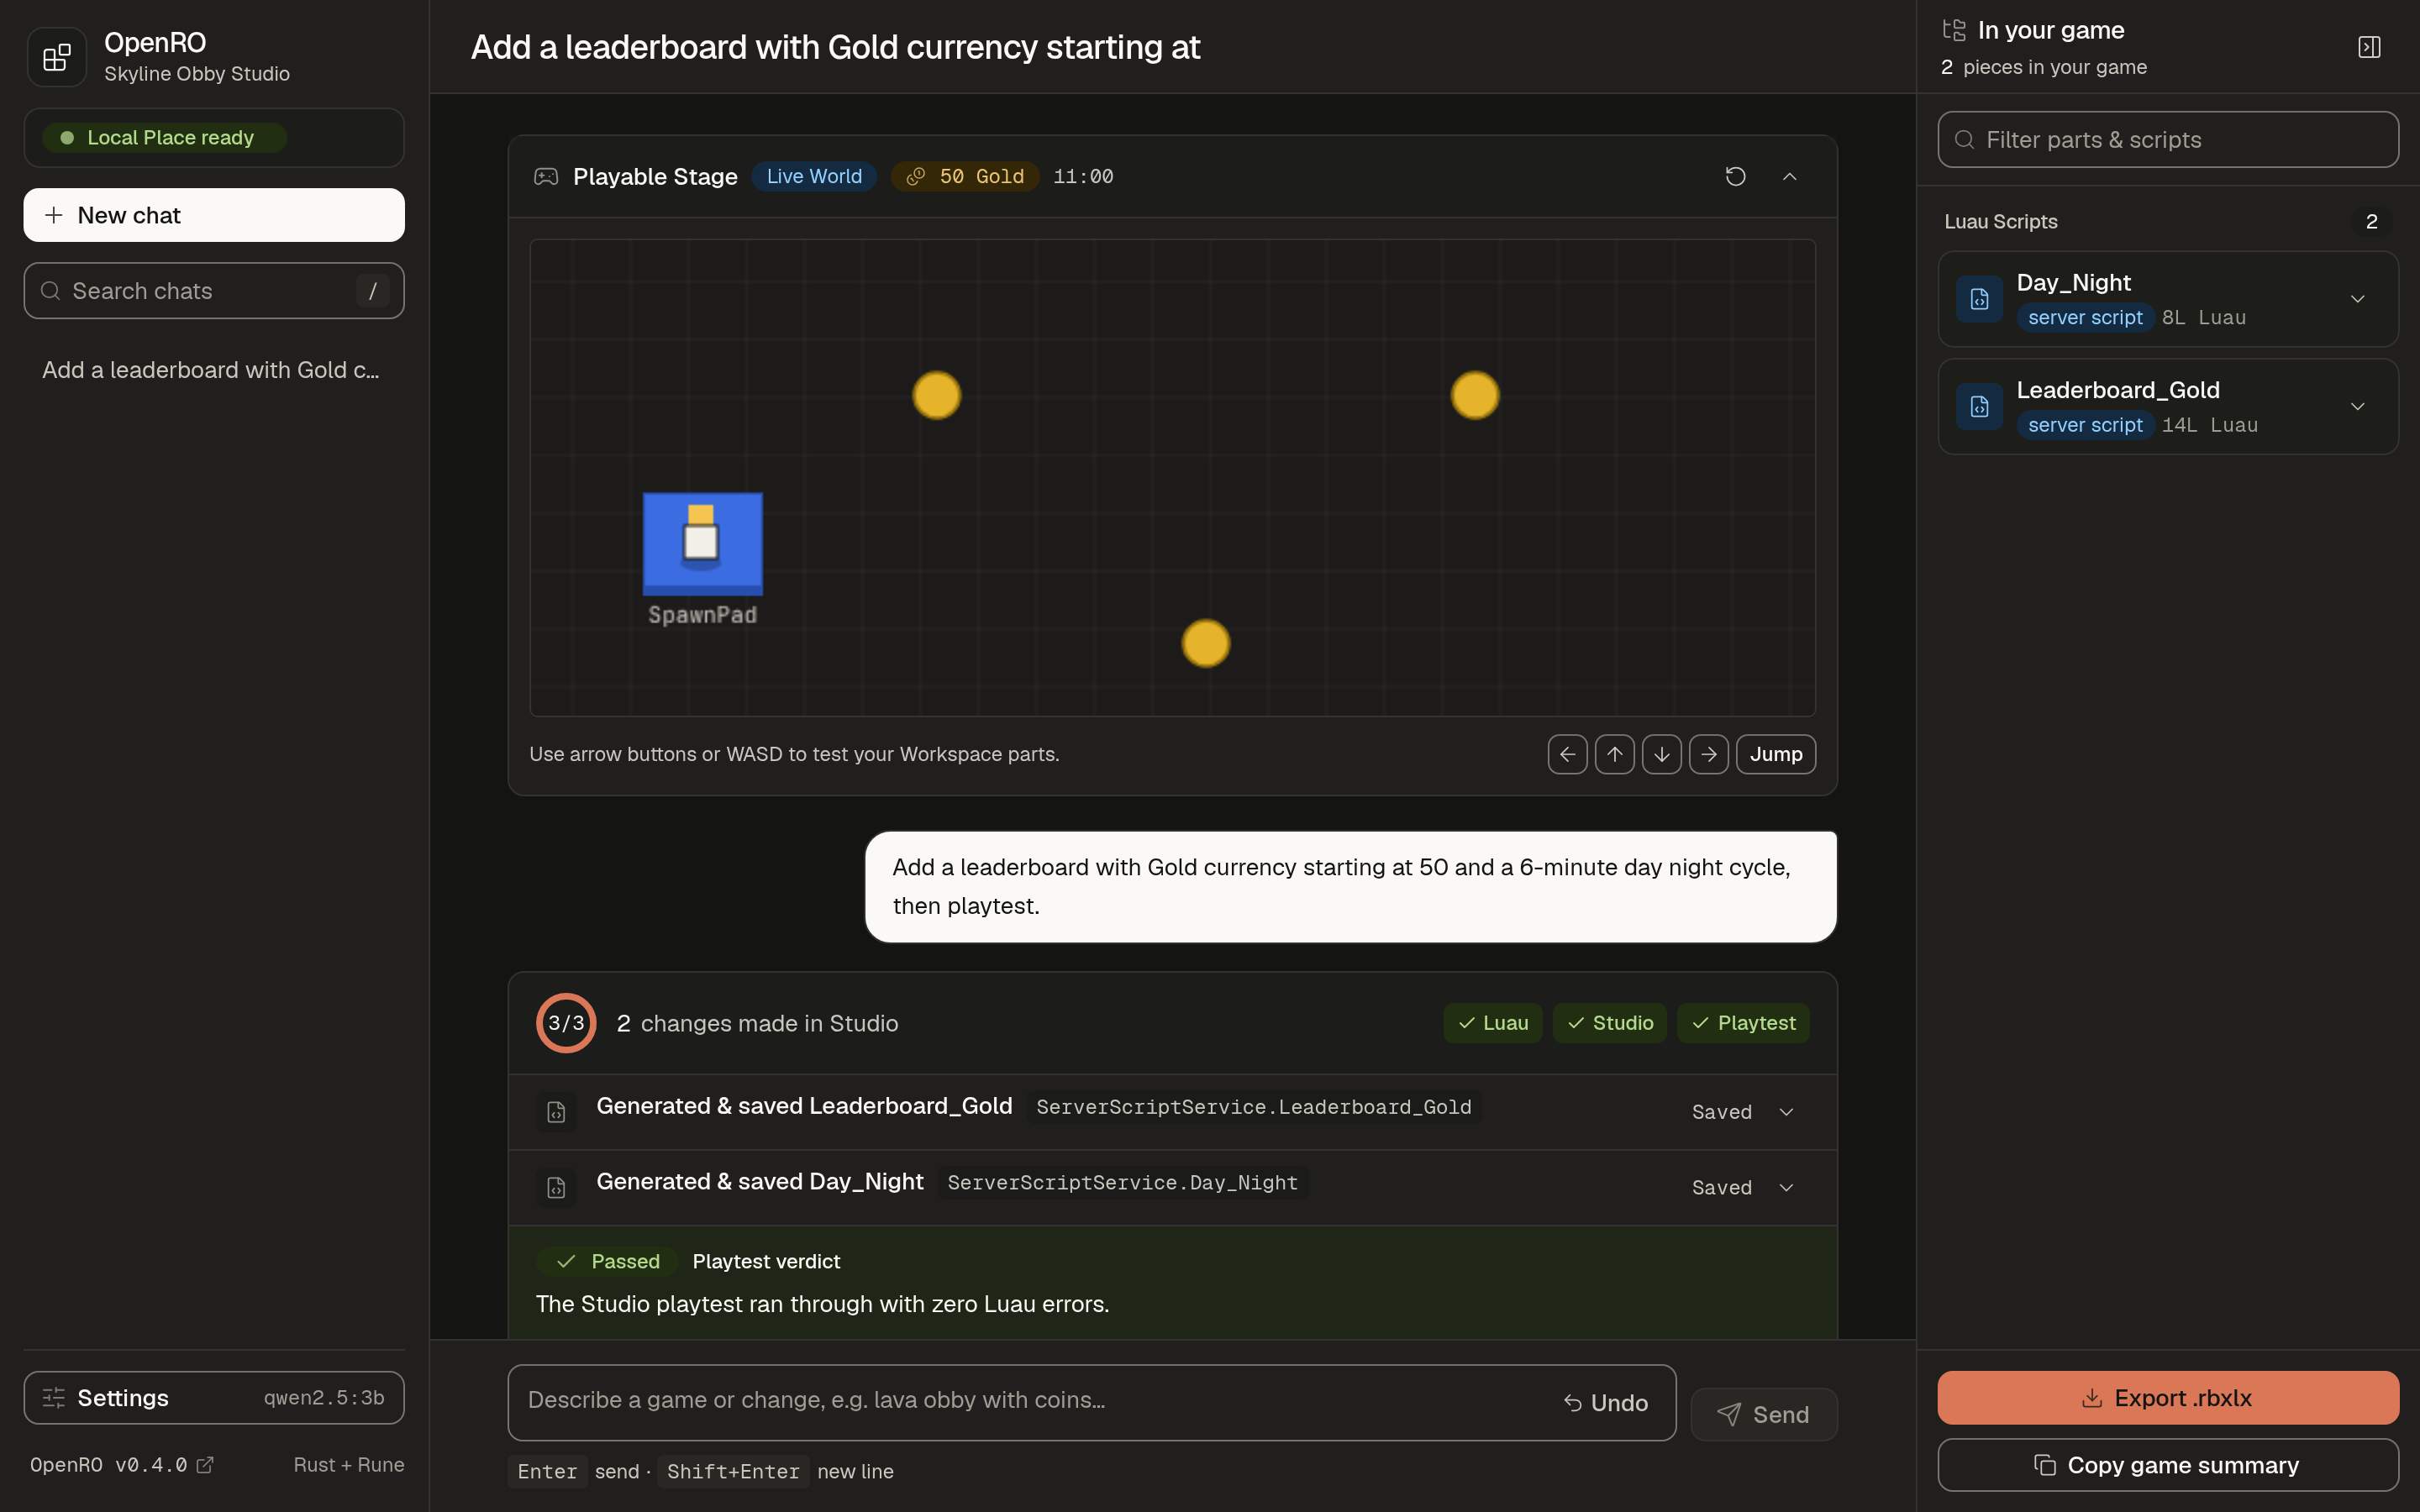 OpenRO
Skyline Obby Studio
Local Place ready
New chat
Search chats /
Add a leaderboard with Gold c...
Settings qwen2.5:3b
OpenRO v0.4.0 Rust + Rune
Add a leaderboard with Gold currency starting at
Playable Stage Live World 50 Gold 11:00
SpawnPad
Use arrow buttons or WASD to test your Workspace parts.
Jump
Add a leaderboard with Gold currency starting at 50 and a 6-minute day night cycle,
then playtest.
3/3 2 changes made in Studio Luau Studio Playtest
Generated & saved Leaderboard_Gold ServerScriptService.Leaderboard_Gold Saved
Generated & saved Day_Night ServerScriptService.Day_Night Saved
Passed Playtest verdict
The Studio playtest ran through with zero Luau errors.
Describe a game or change, e.g. lava obby with coins... Undo Send
Enter send · Shift+Enter new line
In your game
2 pieces in your game
Filter parts & scripts
Luau Scripts 2
Day_Night
server script 8L Luau
Leaderboard_Gold
server script 14L Luau
Export .rbxlx
Copy game summary